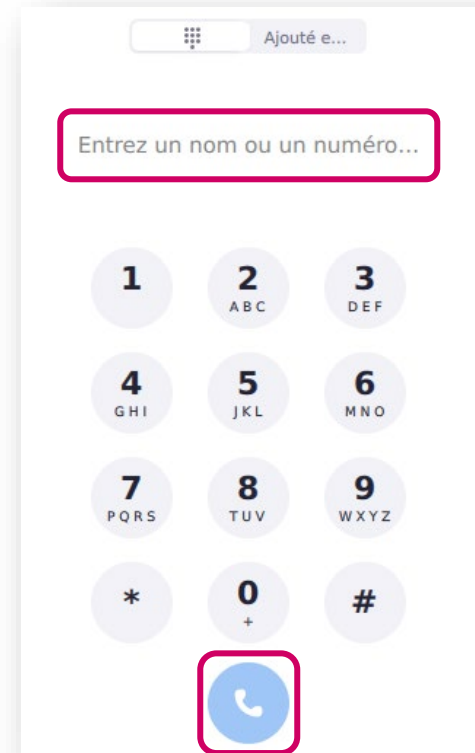 Ajouté e...
Entrez un nom ou un numéro...
1 2 3
ABC DEF
4 5 6
GHI JKL MNO
7 8 9
PQRS TUV WXYZ
* 0 #
+